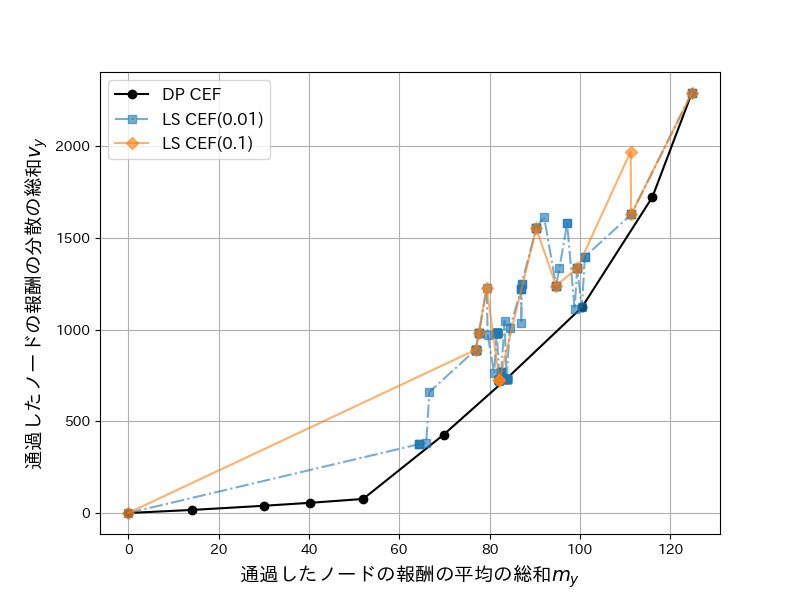 DP CEF
LS CEF(0.01)
LS CEF(0.1)
通過したノードの報酬の分散の総和v_y
2000
1500
1000
500
0
0 20 40 60 80 100 120
通過したノードの報酬の平均の総和m_y